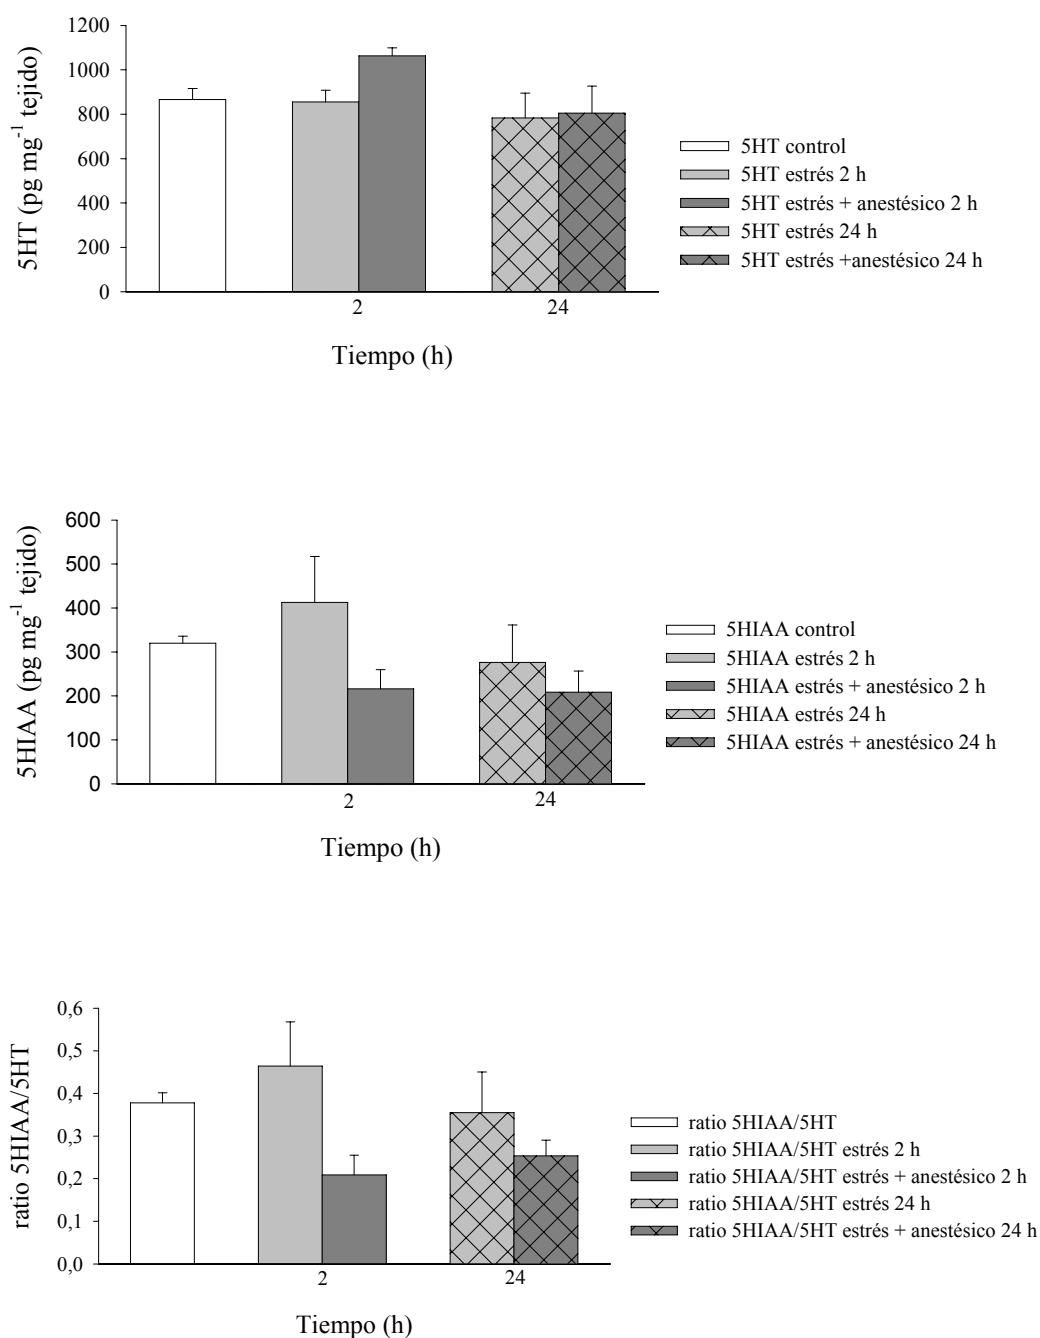 1200
1000
800
600
400
200
0
5HT (pg mg-1 tejido)
2
24
Tiempo (h)
5HT control
5HT estrés 2 h
5HT estrés + anestésico 2 h
5HT estrés 24 h
5HT estrés +anestésico 24 h
600
500
400
300
200
100
0
5HIAA (pg mg-1 tejido)
2
24
Tiempo (h)
5HIAA control
5HIAA estrés 2 h
5HIAA estrés + anestésico 2 h
5HIAA estrés 24 h
5HIAA estrés + anestésico 24 h
0,6
0,5
0,4
0,3
0,2
0,1
0,0
ratio 5HIAA/5HT
2
24
Tiempo (h)
ratio 5HIAA/5HT
ratio 5HIAA/5HT estrés 2 h
ratio 5HIAA/5HT estrés + anestésico 2 h
ratio 5HIAA/5HT estrés 24 h
ratio 5HIAA/5HT estrés + anestésico 24 h